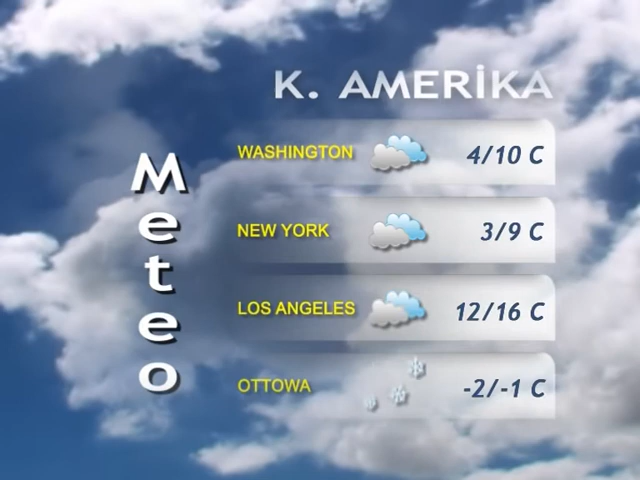 K. AMERİKA
Meteo
WASHINGTON 4/10 C
NEW YORK 3/9 C
LOS ANGELES 12/16 C
OTTOWA -2/-1 C